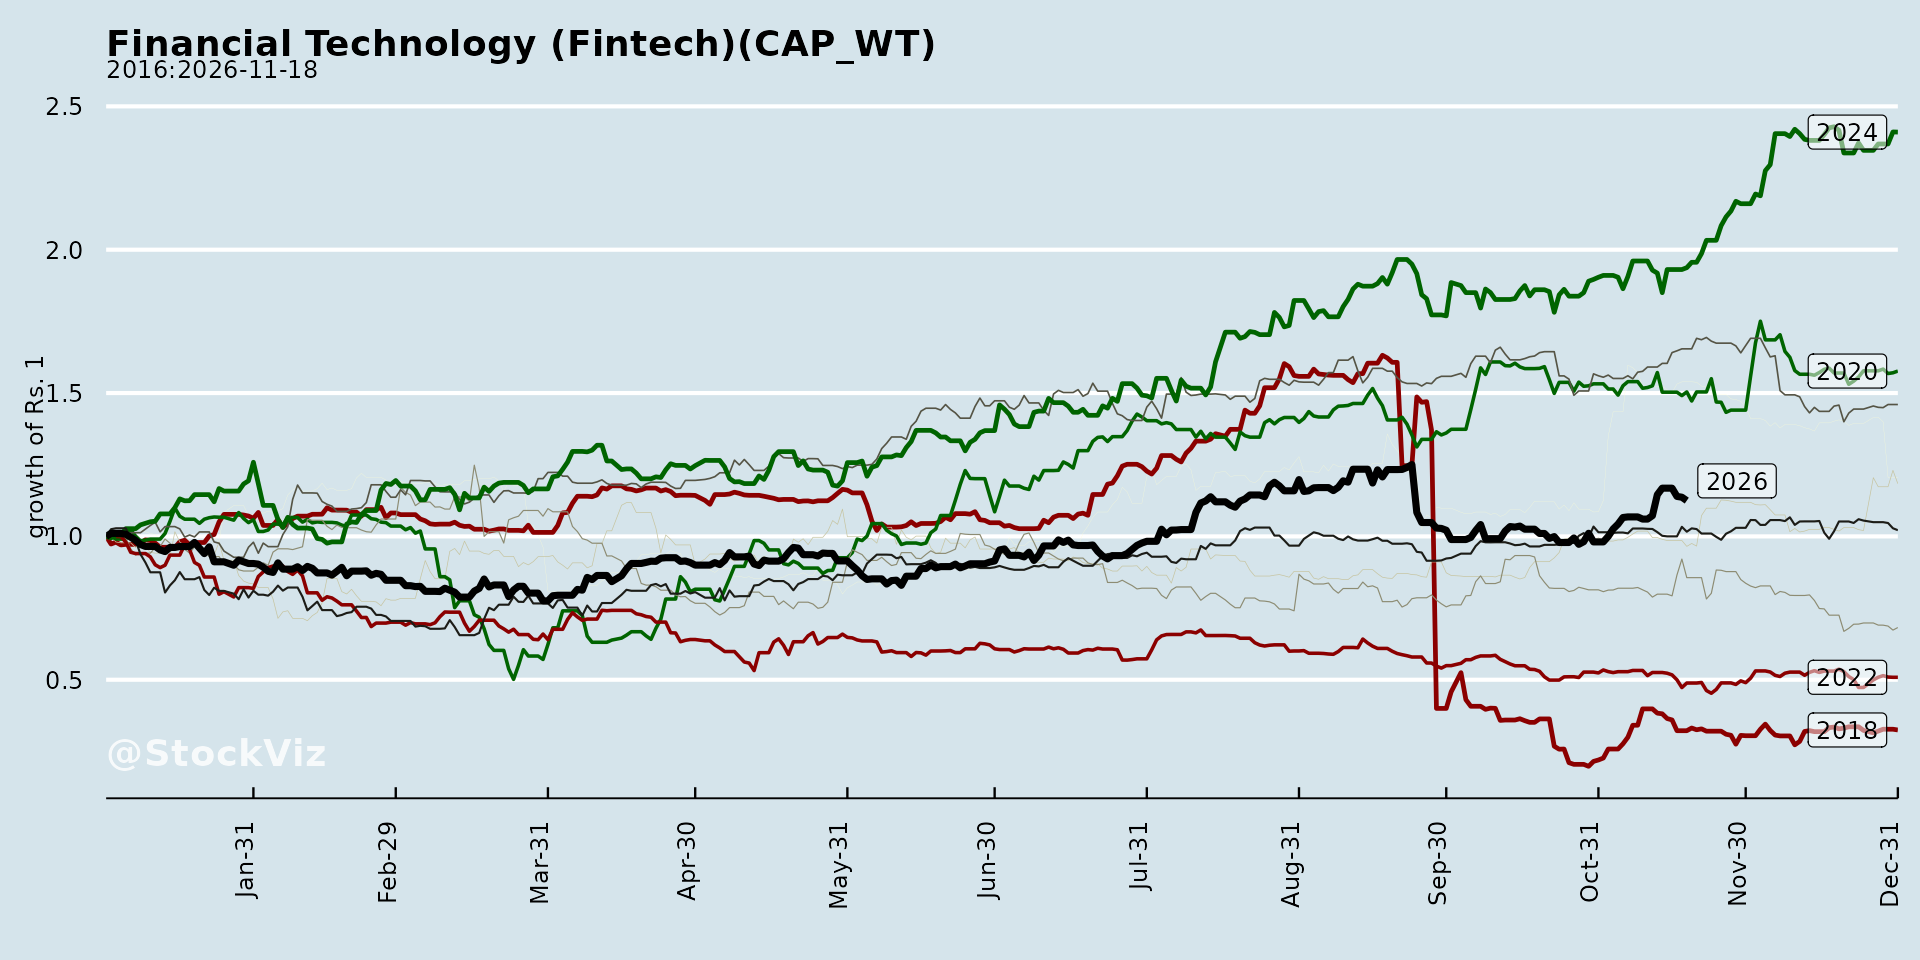 Financial Technology (Fintech)(CAP_WT)
2016:2026-11-18
growth of Rs. 1
2.5
2.0
1.5
1.0
0.5
2024
2020
2026
2022
2018
@StockViz
Jan-31
Feb-29
Mar-31
Apr-30
May-31
Jun-30
Jul-31
Aug-31
Sep-30
Oct-31
Nov-30
Dec-31